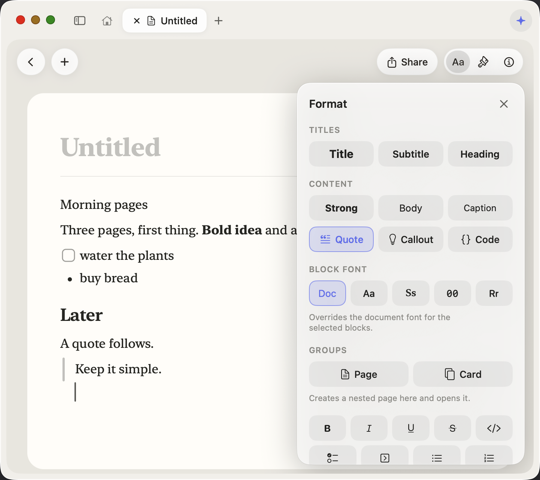 Untitled
Share
Aa
Format
TITLES
Title Subtitle Heading
CONTENT
Strong Body Caption
Quote Callout {} Code
BLOCK FONT
Doc Aa Ss 00 Rr
Overrides the document font for the
selected blocks.
GROUPS
Page Card
Creates a nested page here and opens it.
B I U S </>
Untitled
Morning pages
Three pages, first thing. Bold idea and a
water the plants
• buy bread
Later
A quote follows.
Keep it simple.